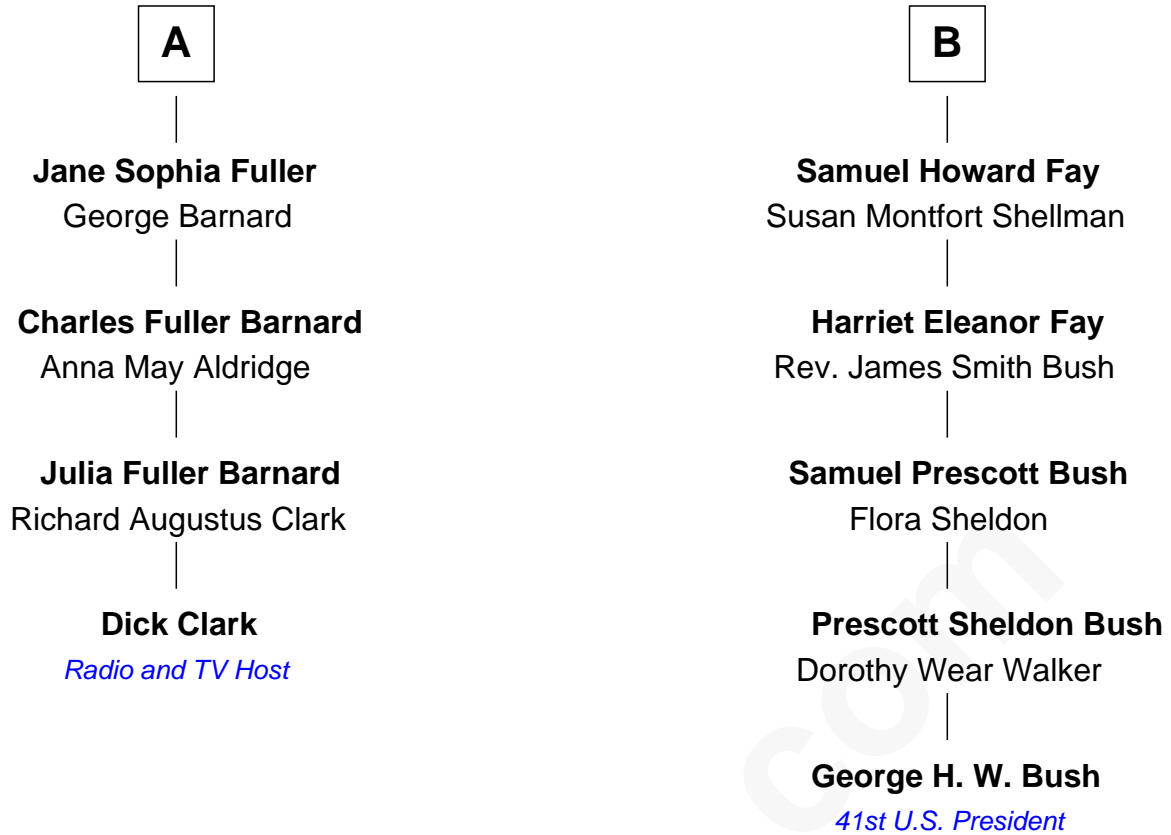 A
Jane Sophia Fuller
George Barnard
Charles Fuller Barnard
Anna May Aldridge
Julia Fuller Barnard
Richard Augustus Clark
Dick Clark
Radio and TV Host
B
Samuel Howard Fay
Susan Montfort Shellman
Harriet Eleanor Fay
Rev. James Smith Bush
Samuel Prescott Bush
Flora Sheldon
Prescott Sheldon Bush
Dorothy Wear Walker
George H. W. Bush
41st U.S. President
com